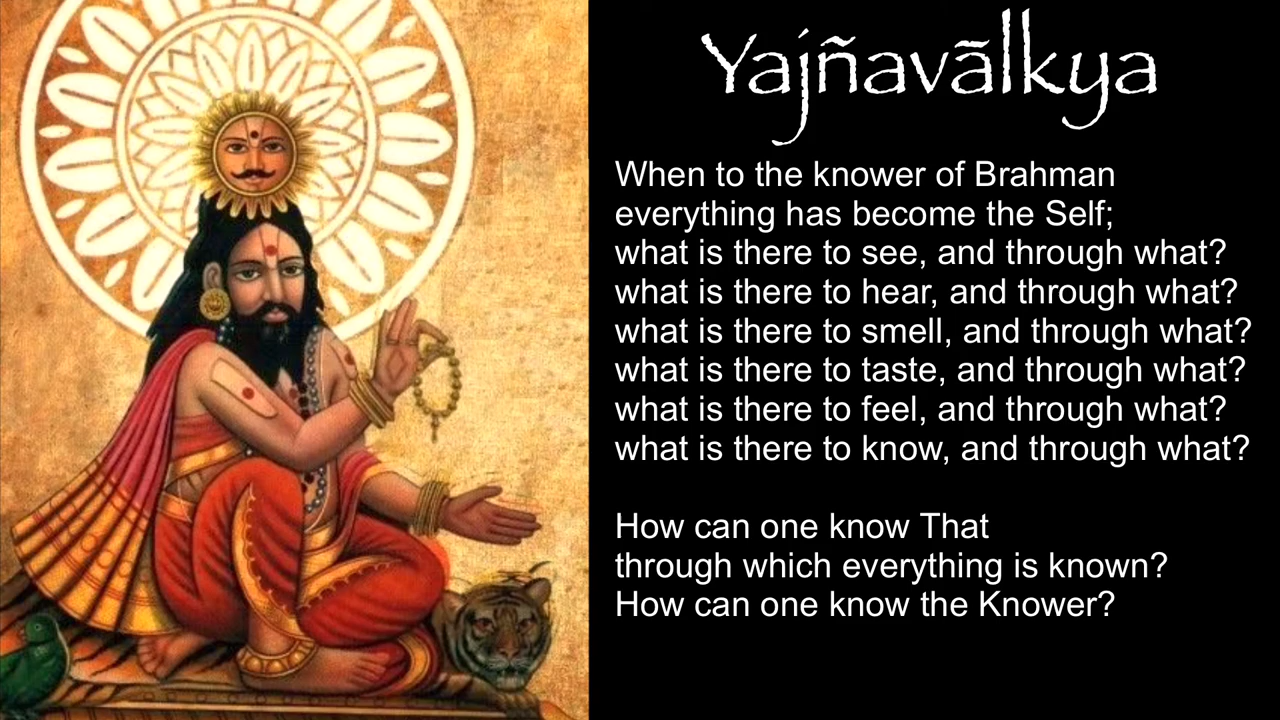 Yajñavãlkya
When to the knower of Brahman
everything has become the Self;
what is there to see, and through what?
what is there to hear, and through what?
what is there to smell, and through what?
what is there to taste, and through what?
what is there to feel, and through what?
what is there to know, and through what?
How can one know That
through which everything is known?
How can one know the Knower?